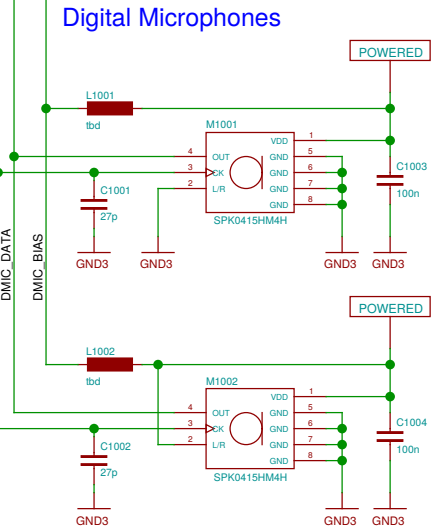 Digital Microphones
POWERED
L1001
tbd
M1001
4 OUT VDD 1
3 CK GND 5
2 L/R GND 6
GND 7
GND 8
SPK0415HM4H
C1001
27p
C1003
100n
GND3 GND3 GND3 GND3
DMIC_DATA
DMIC_BIAS
POWERED
L1002
tbd
M1002
4 OUT VDD 1
3 CK GND 5
2 L/R GND 6
GND 7
GND 8
SPK0415HM4H
C1002
27p
C1004
100n
GND3 GND3 GND3